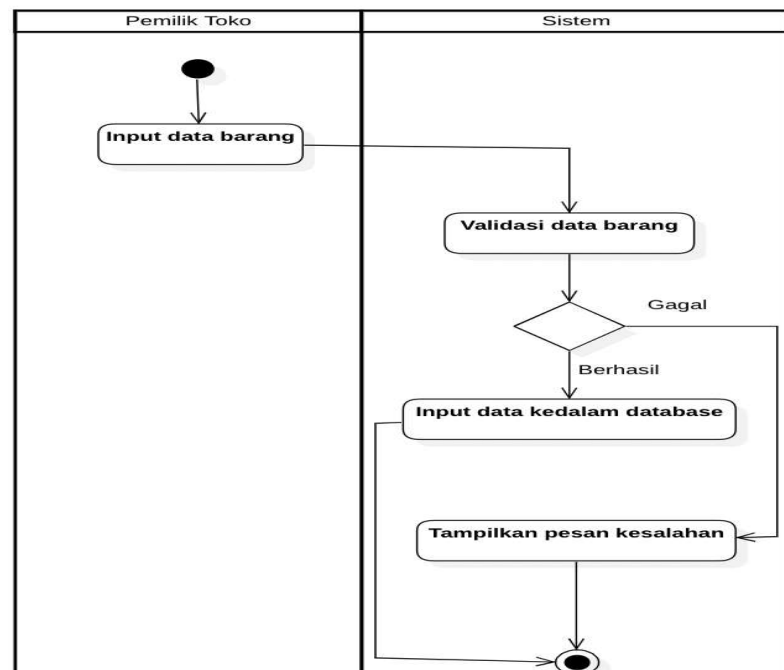 Pemilik Toko
Sistem
Input data barang
Validasi data barang
Gagal
Berhasil
Input data kedalam database
Tampilkan pesan kesalahan